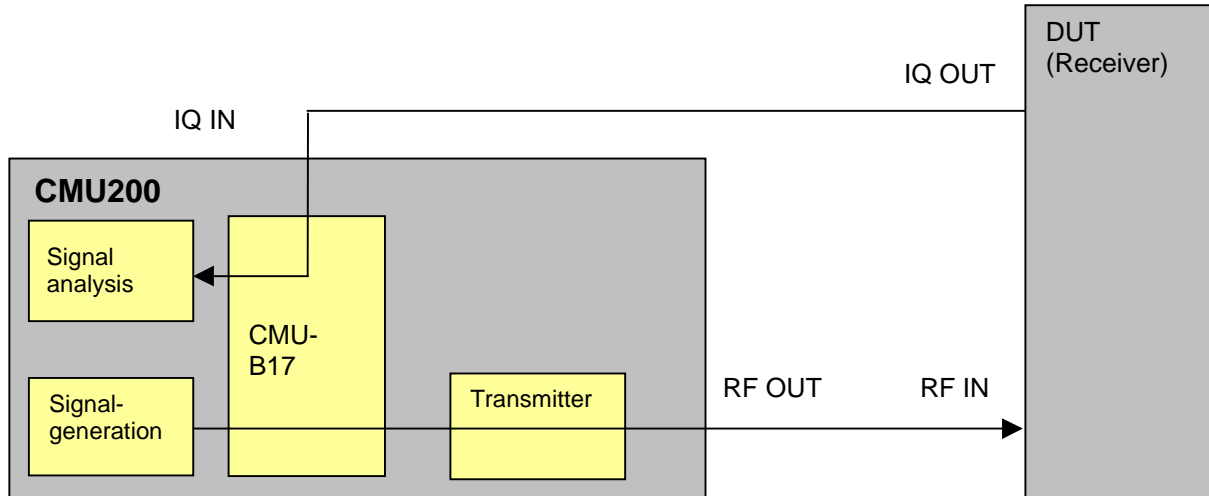 DUT
(Receiver)
IQ OUT
IQ IN
CMU200
Signal
analysis
CMU-
B17
Signal-
generation
Transmitter
RF OUT
RF IN